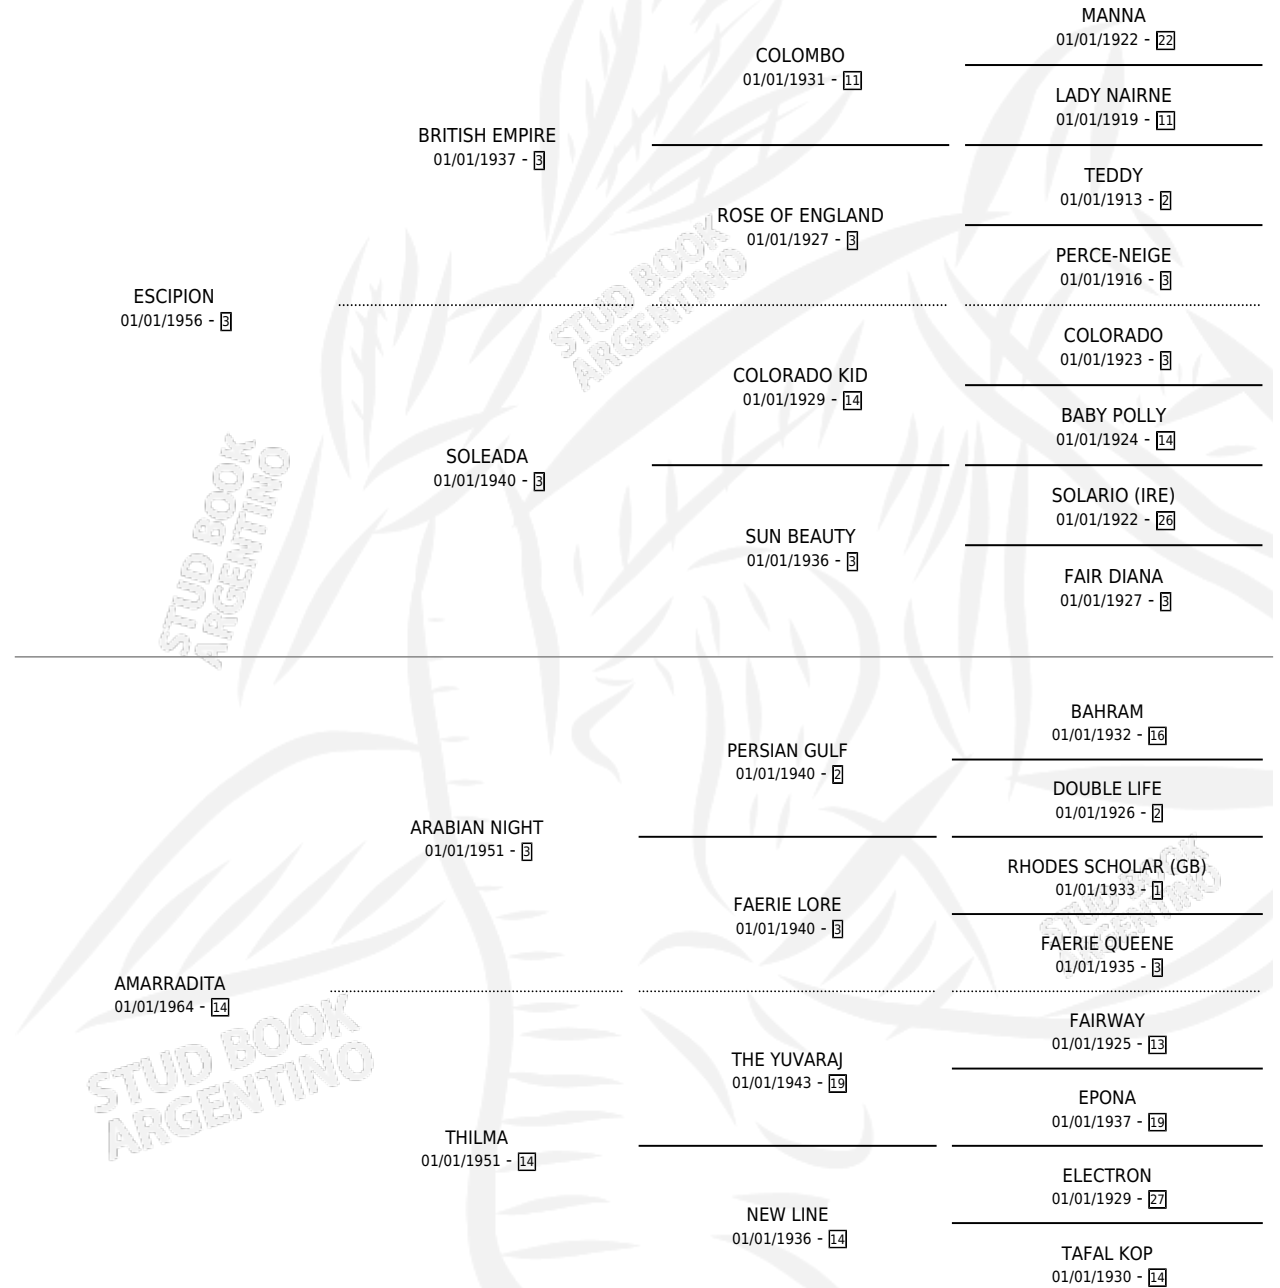 MANNA
01/01/1922 - 22
COLOMBO
01/01/1931 - 11
LADY NAIRNE
01/01/1919 - 11
BRITISH EMPIRE
01/01/1937 - 3
TEDDY
01/01/1913 - 2
ROSE OF ENGLAND
01/01/1927 - 3
PERCE-NEIGE
01/01/1916 - 3
ESCIPION
01/01/1956 - 3
COLORADO
01/01/1923 - 3
COLORADO KID
01/01/1929 - 14
BABY POLLY
01/01/1924 - 14
SOLEADA
01/01/1940 - 3
SOLARIO (IRE)
01/01/1922 - 26
SUN BEAUTY
01/01/1936 - 3
FAIR DIANA
01/01/1927 - 3
STUD BOOK
ARGENTINO
STUD BOOK
ARGENTINO
BAHRAM
01/01/1932 - 16
PERSIAN GULF
01/01/1940 - 2
DOUBLE LIFE
01/01/1926 - 2
ARABIAN NIGHT
01/01/1951 - 3
RHODES SCHOLAR (GB)
01/01/1933 - 1
FAERIE LORE
01/01/1940 - 3
FAERIE QUEENE
01/01/1935 - 3
AMARRADITA
01/01/1964 - 14
FAIRWAY
01/01/1925 - 13
THE YUVARAJ
01/01/1943 - 19
EPONA
01/01/1937 - 19
THILMA
01/01/1951 - 14
ELECTRON
01/01/1929 - 27
NEW LINE
01/01/1936 - 14
TAFAL KOP
01/01/1930 - 14
STUD BOOK
ARGENTINO
STUD BOOK
ARGENTINO